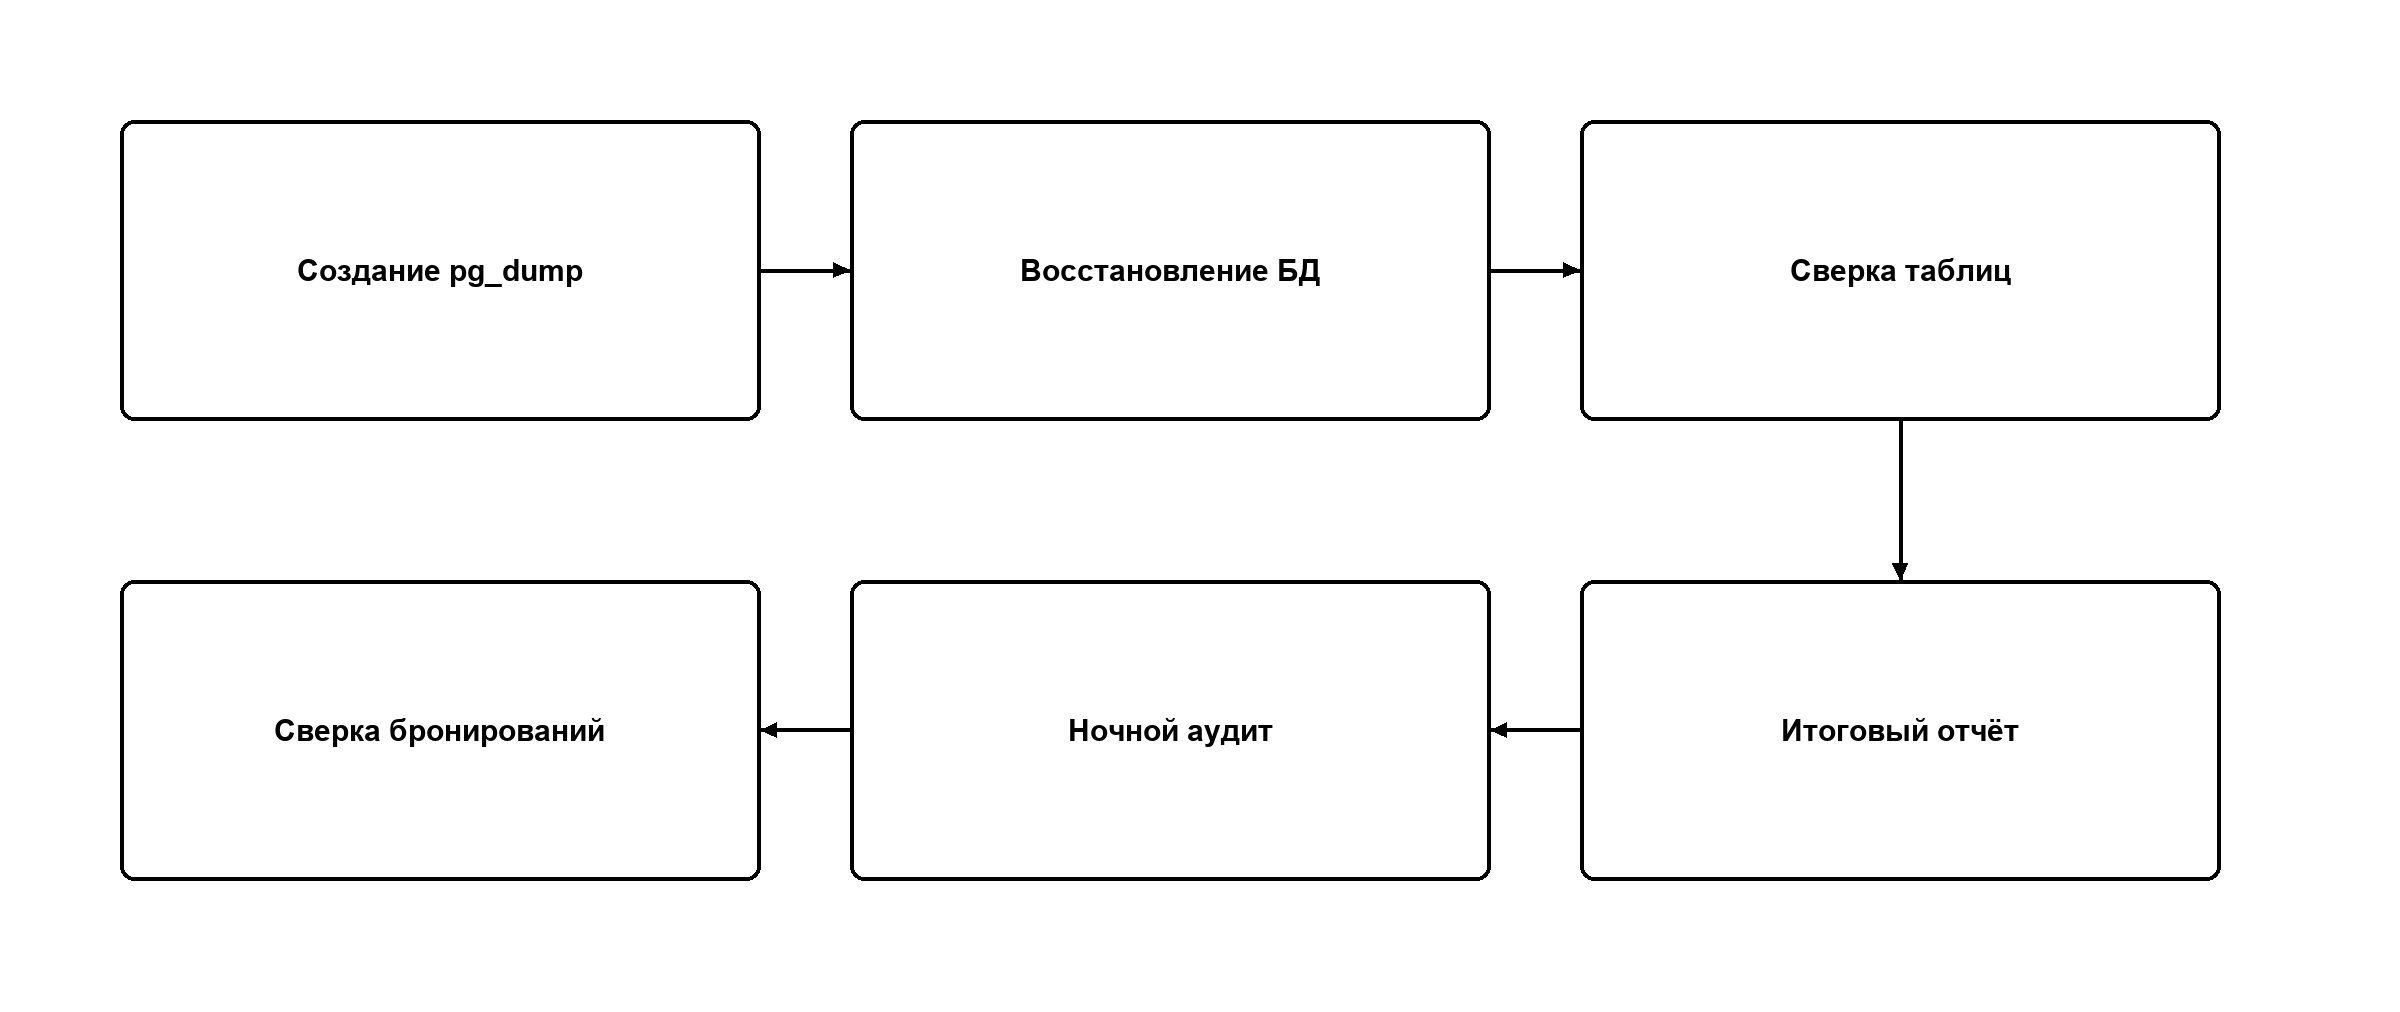 Создание pg_dump
Восстановление БД
Сверка таблиц
Сверка бронирований
Ночной аудит
Итоговый отчёт